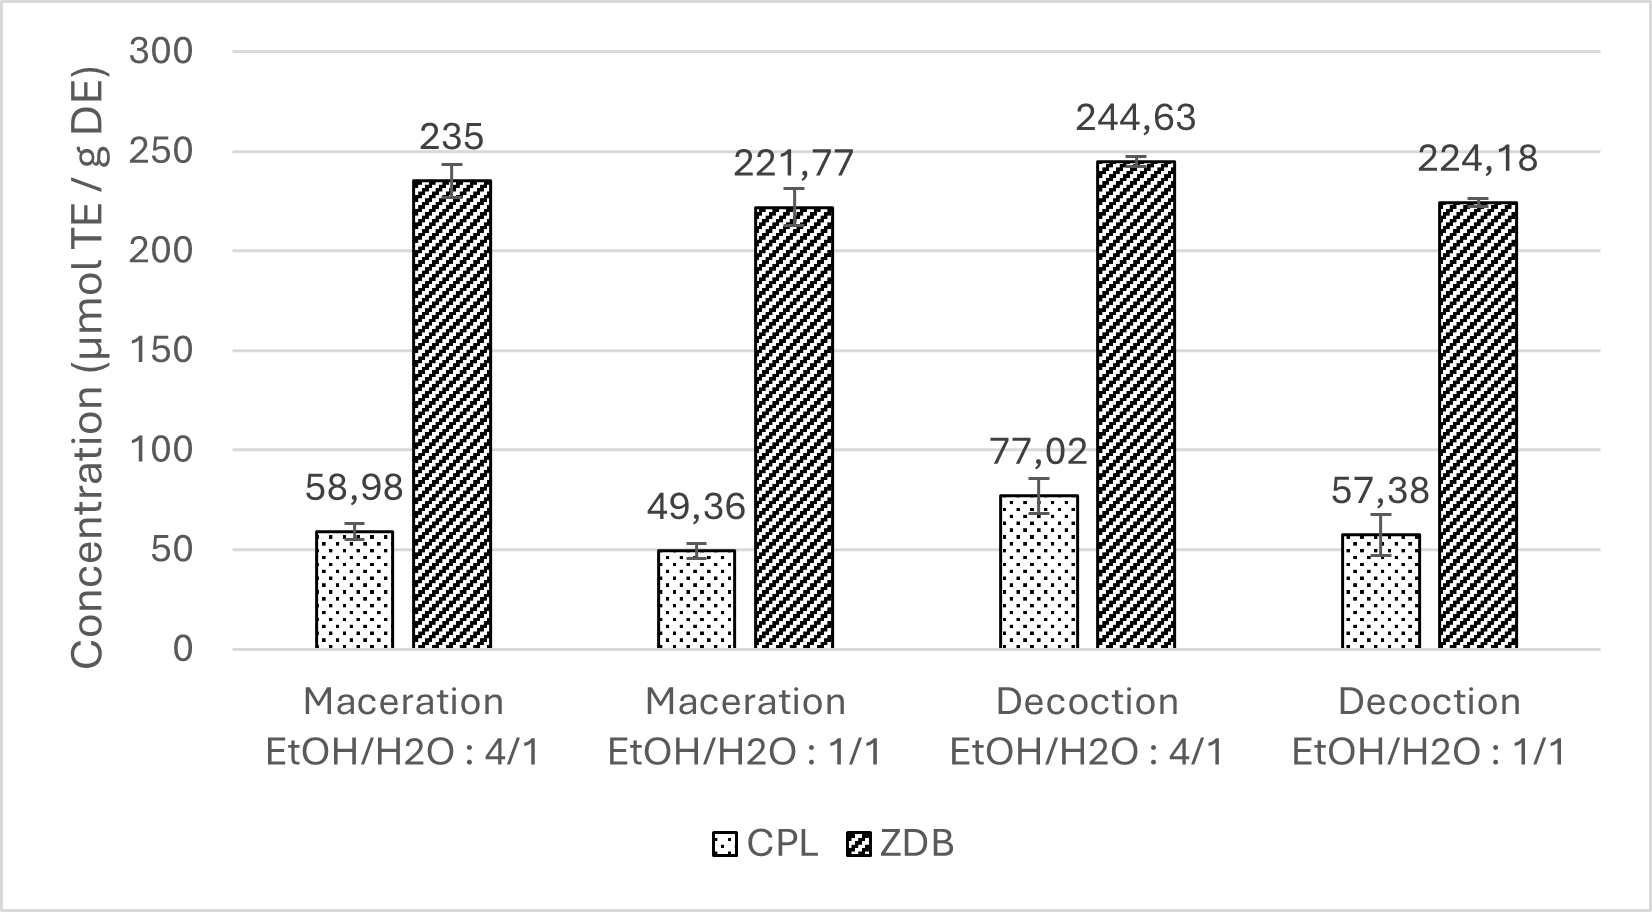 Concentration (µmol TE / g DE)
300
250
200
150
100
50
0
58,98
235
49,36
221,77
77,02
244,63
57,38
224,18
Maceration
EtOH/H2O : 4/1
Maceration
EtOH/H2O : 1/1
Decoction
EtOH/H2O : 4/1
Decoction
EtOH/H2O : 1/1
CPL
ZDB